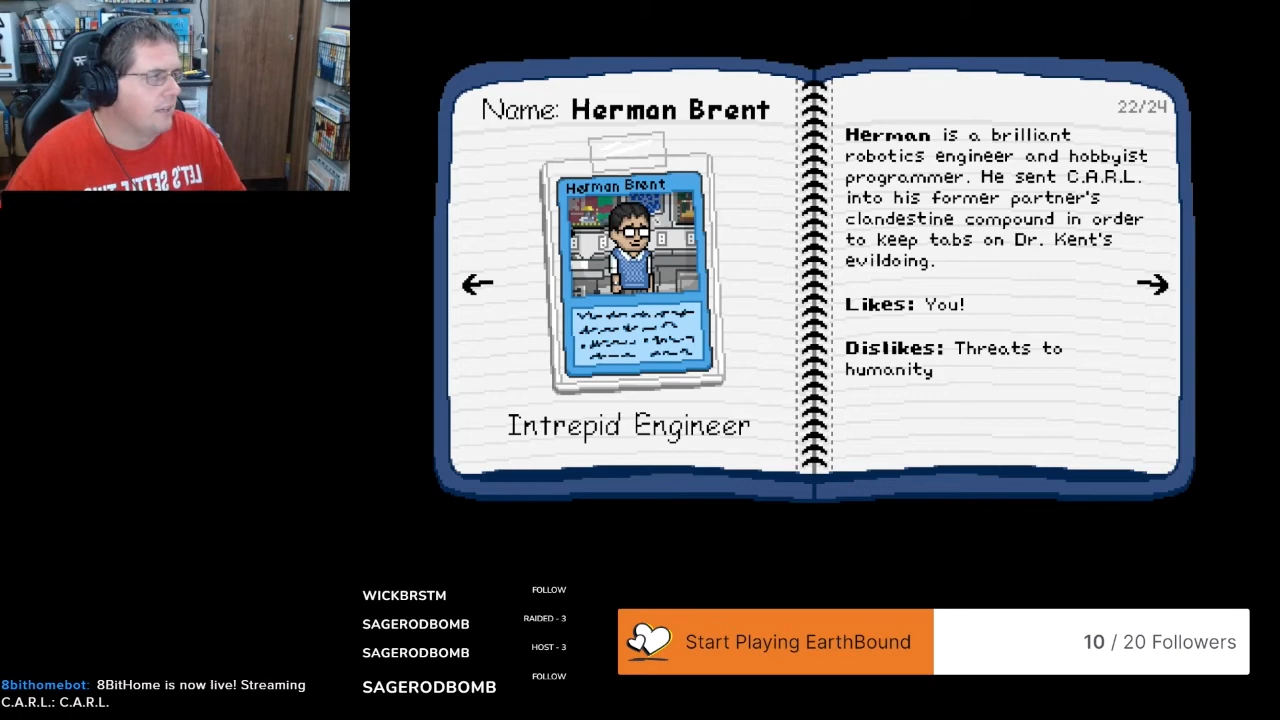 LET'S SETTLE THIS
Name: Herman Brent
22/24
Herman Brent
Intrepid Engineer
Herman is a brilliant
robotics engineer and hobbyist
programmer. He sent C.A.R.L.
into his former partner's
clandestine compound in order
to keep tabs on Dr. Kent's
evildoing.
Likes: You!
Dislikes: Threats to
humanity
WICKBRSTM FOLLOW
SAGERODBOMB RAIDED - 3
SAGERODBOMB HOST - 3
SAGERODBOMB FOLLOW
Start Playing EarthBound 10 / 20 Followers
8bithomebot: 8BitHome is now live! Streaming
C.A.R.L.: C.A.R.L.